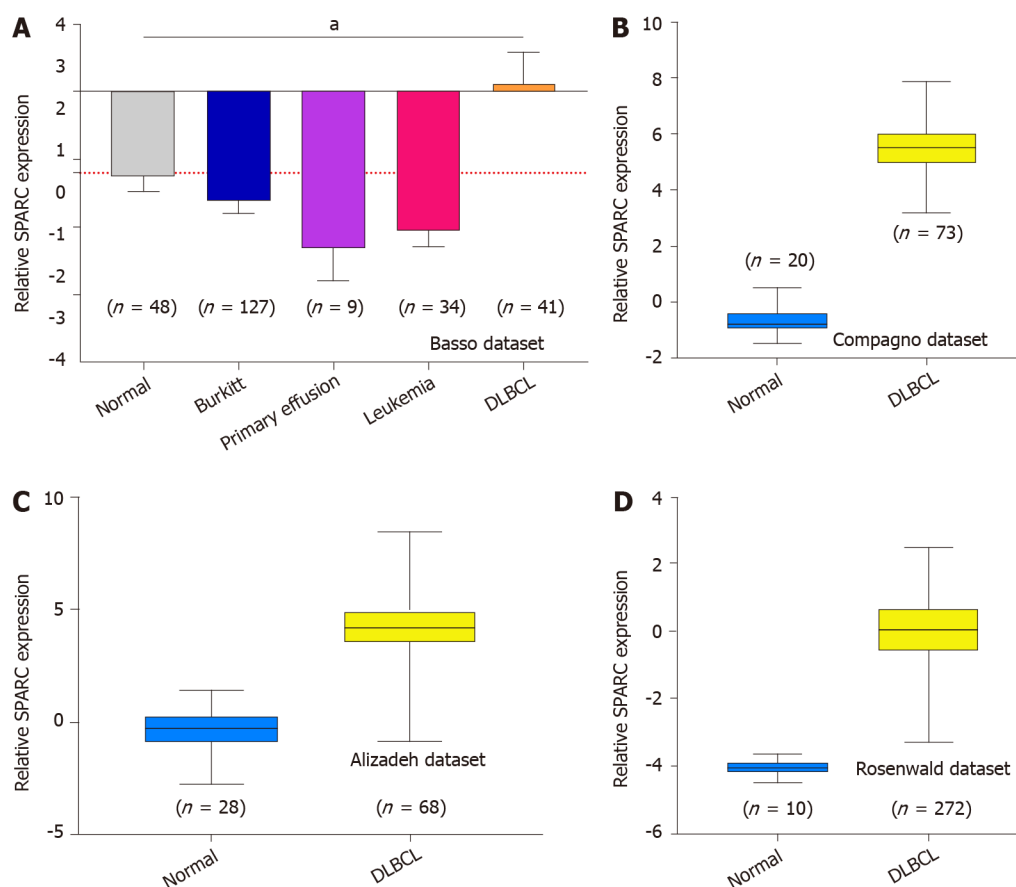 A
a
Relative SPARC expression
4
3
2
1
0
-1
-2
-3
-4
(n = 48)
(n = 127)
(n = 9)
(n = 34)
(n = 41)
Basso dataset
Normal
Burkitt
Primary effusion
Leukemia
DLBCL
B
Relative SPARC expression
10
8
6
4
2
0
-2
(n = 20)
(n = 73)
Compagno dataset
Normal
DLBCL
C
Relative SPARC expression
10
5
0
-5
Alizadeh dataset
(n = 28)
(n = 68)
Normal
DLBCL
D
Relative SPARC expression
4
2
0
-2
-4
-6
Rosenwald dataset
(n = 10)
(n = 272)
Normal
DLBCL